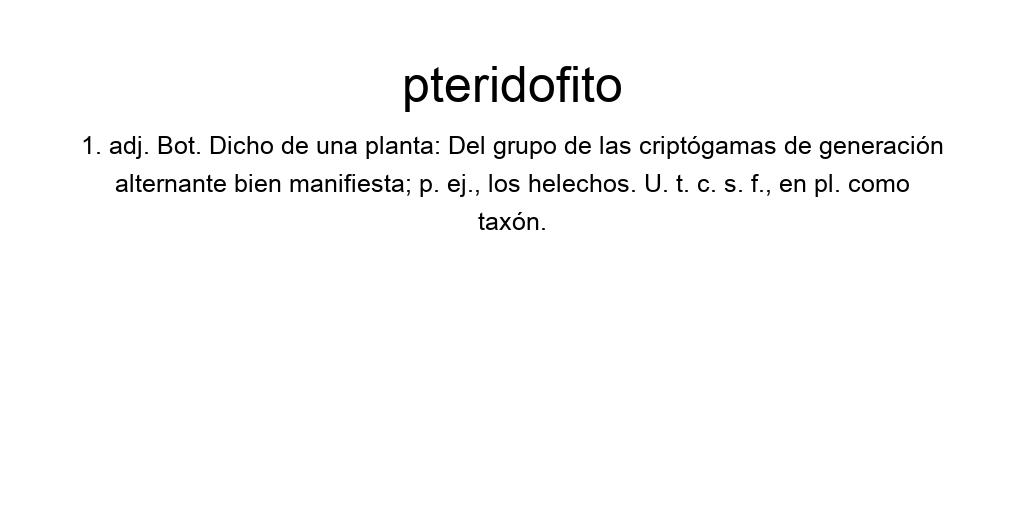 pteridofito
1. adj. Bot. Dicho de una planta: Del grupo de las criptógamas de generación
alternante bien manifiesta; p. ej., los helechos. U. t. c. s. f., en pl. como
taxón.